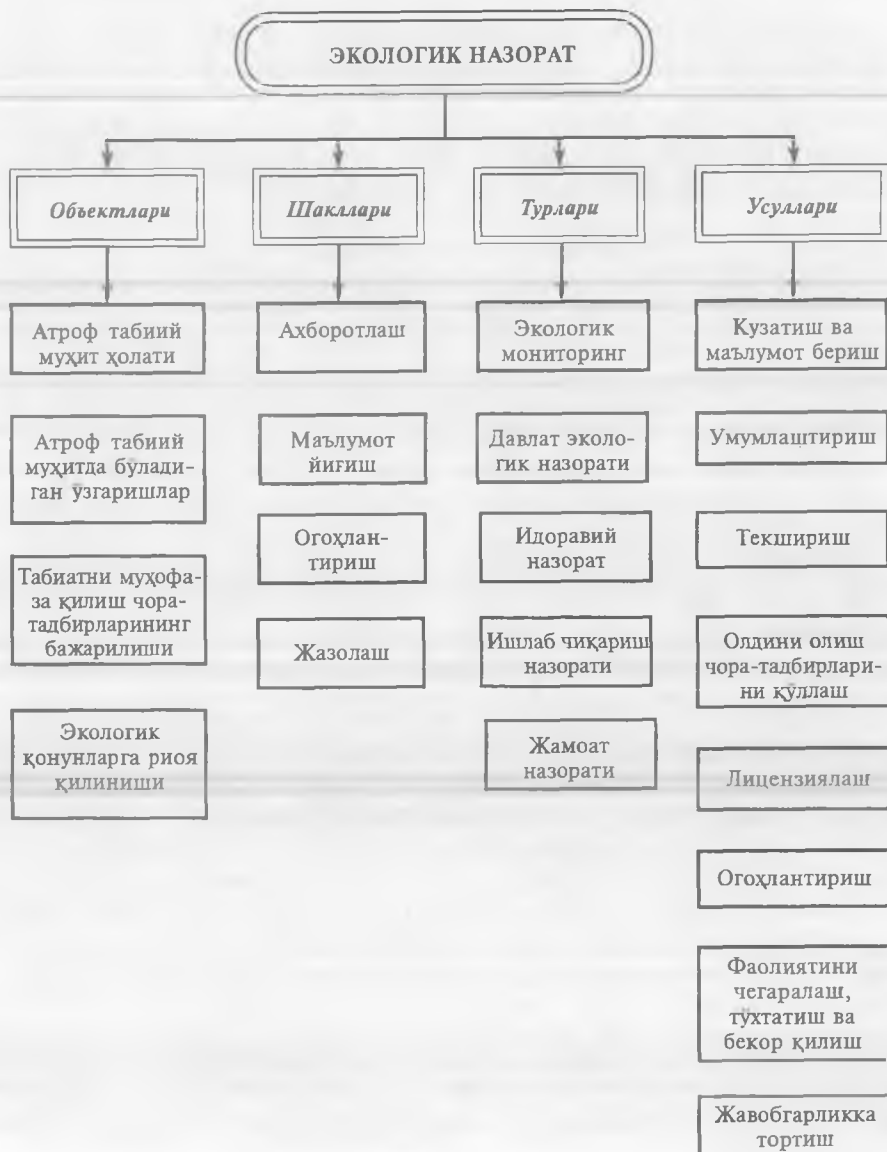 ЭКОЛОГИК НАЗОРАТ
Объектлари
Шакллари
Турлари
Усуллари
Атроф табиий
муҳит ҳолати
Атроф табиий
муҳитда бўлади-
ган ўзгаришлар
Табиатни муҳофа-
за қилиш чора-
тадбирларининг
бажарилиши
Экологик
қонунларга риоя
қилиниши
Ахборотлаш
Маълумот
йиғиш
Огоҳлан-
тириш
Жазолаш
Экологик
мониторинг
Давлат эколо-
гик назорати
Идоравий
назорат
Ишлаб чиқариш
назорати
Жамоат
назорати
Кузатиш ва
маълумот бериш
Умумлаштириш
Текшириш
Олдини олиш
чора-тадбирлари-
ни қўллаш
Лицензиялаш
Огоҳлантириш
Фаолиятини
чегаралаш,
тўхтатиш ва
бекор қилиш
Жавобгарликка
тортиш